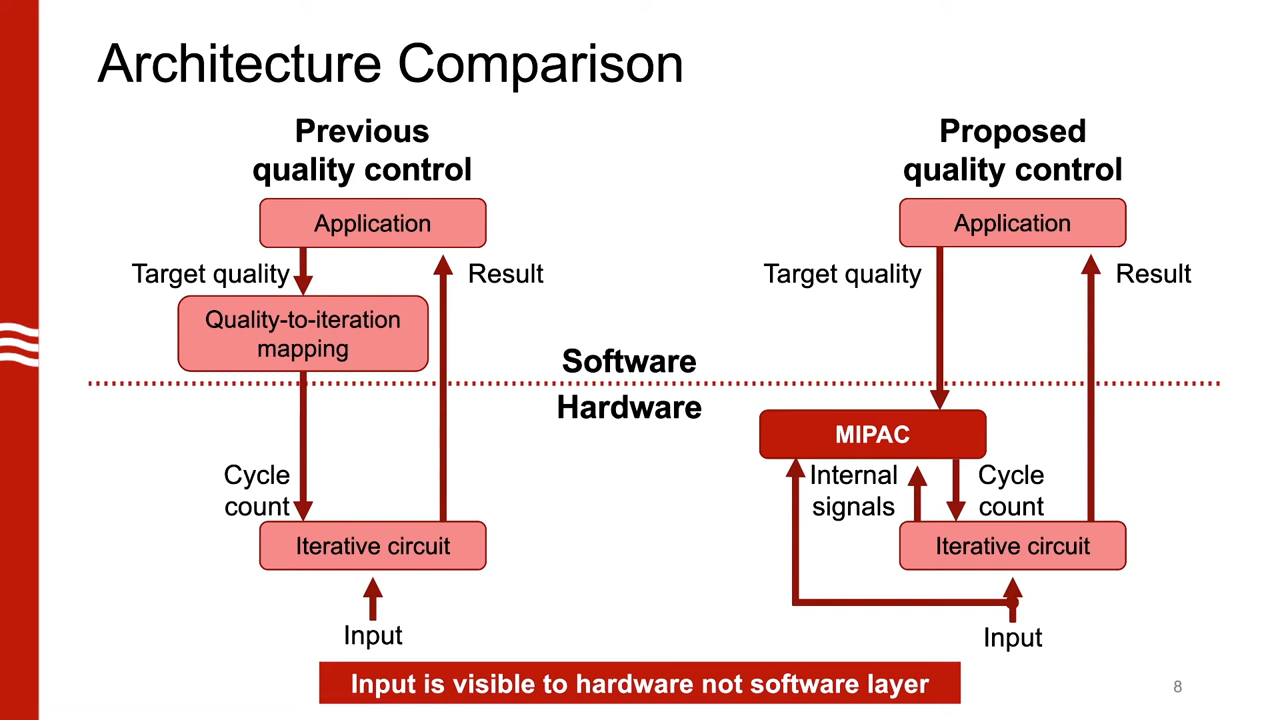 Architecture Comparison
Previous
quality control
Application
Target quality
Result
Quality-to-iteration
mapping
Cycle
count
Iterative circuit
Input
Software
Hardware
Proposed
quality control
Application
Target quality
Result
MIPAC
Internal
signals
Cycle
count
Iterative circuit
Input
Input is visible to hardware not software layer
8